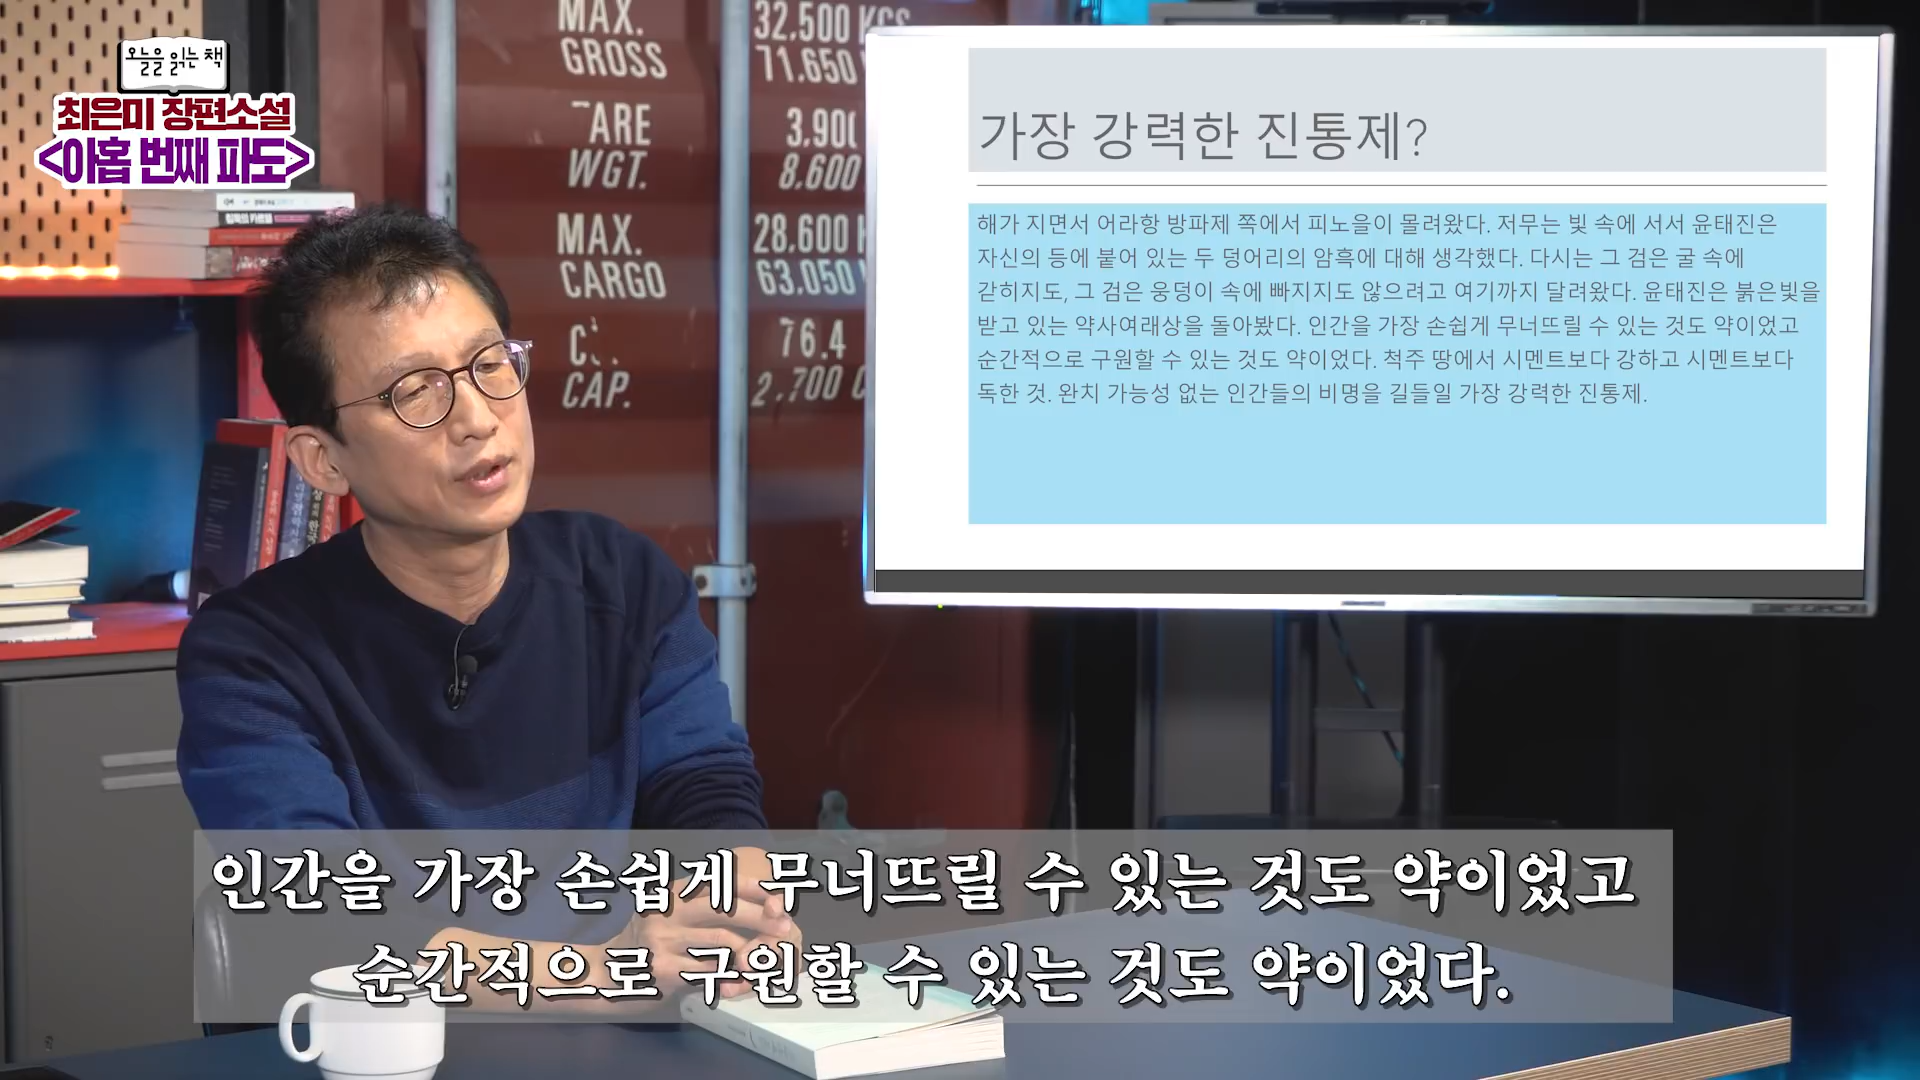 오늘을 읽는 책
최은미 장편소설
<아홉 번째 파도>
MAX.
GROSS
32,500 KGS
71,650
TARE
WGT.
3,90
8,600
MAX.
CARGO
28,600
63,050
CAP.
76.4
2,700
가장 강력한 진통제?
해가 지면서 어라항 방파제 쪽에서 피노을이 몰려왔다. 저무는 빛 속에 서서 윤태진은
자신의 등에 붙어 있는 두 덩어리의 암흑에 대해 생각했다. 다시는 그 검은 굴 속에
갇히지도, 그 검은 웅덩이 속에 빠지지도 않으려고 여기까지 달려왔다. 윤태진은 붉은빛을
받고 있는 약사여래상을 돌아봤다. 인간을 가장 손쉽게 무너뜨릴 수 있는 것도 약이었고
순간적으로 구원할 수 있는 것도 약이었다. 척주 땅에서 시멘트보다 강하고 시멘트보다
독한 것. 완치 가능성 없는 인간들의 비명을 길들일 가장 강력한 진통제.
인간을 가장 손쉽게 무너뜨릴 수 있는 것도 약이었고
순간적으로 구원할 수 있는 것도 약이었다.